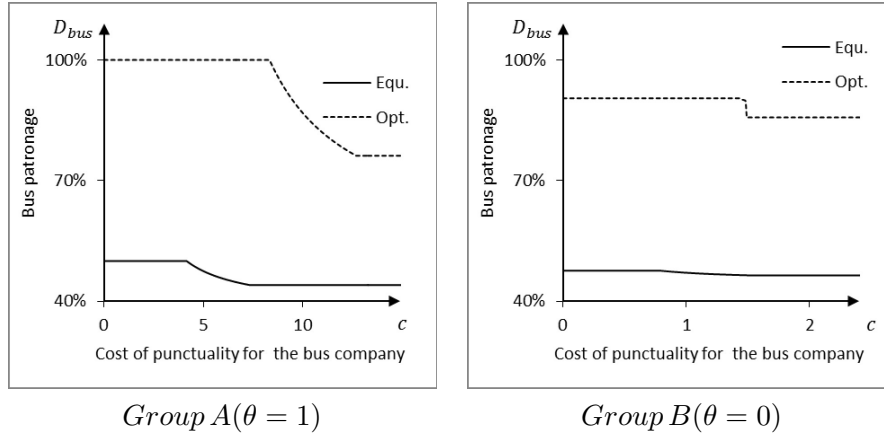 D_bus
100%
70%
40%
Bus patronage
Equ.
Opt.
0 5 10 c
Cost of punctuality for the bus company
Group A(θ = 1)
D_bus
100%
70%
40%
Bus patronage
Equ.
Opt.
0 1 2 c
Cost of punctuality for the bus company
Group B(θ = 0)